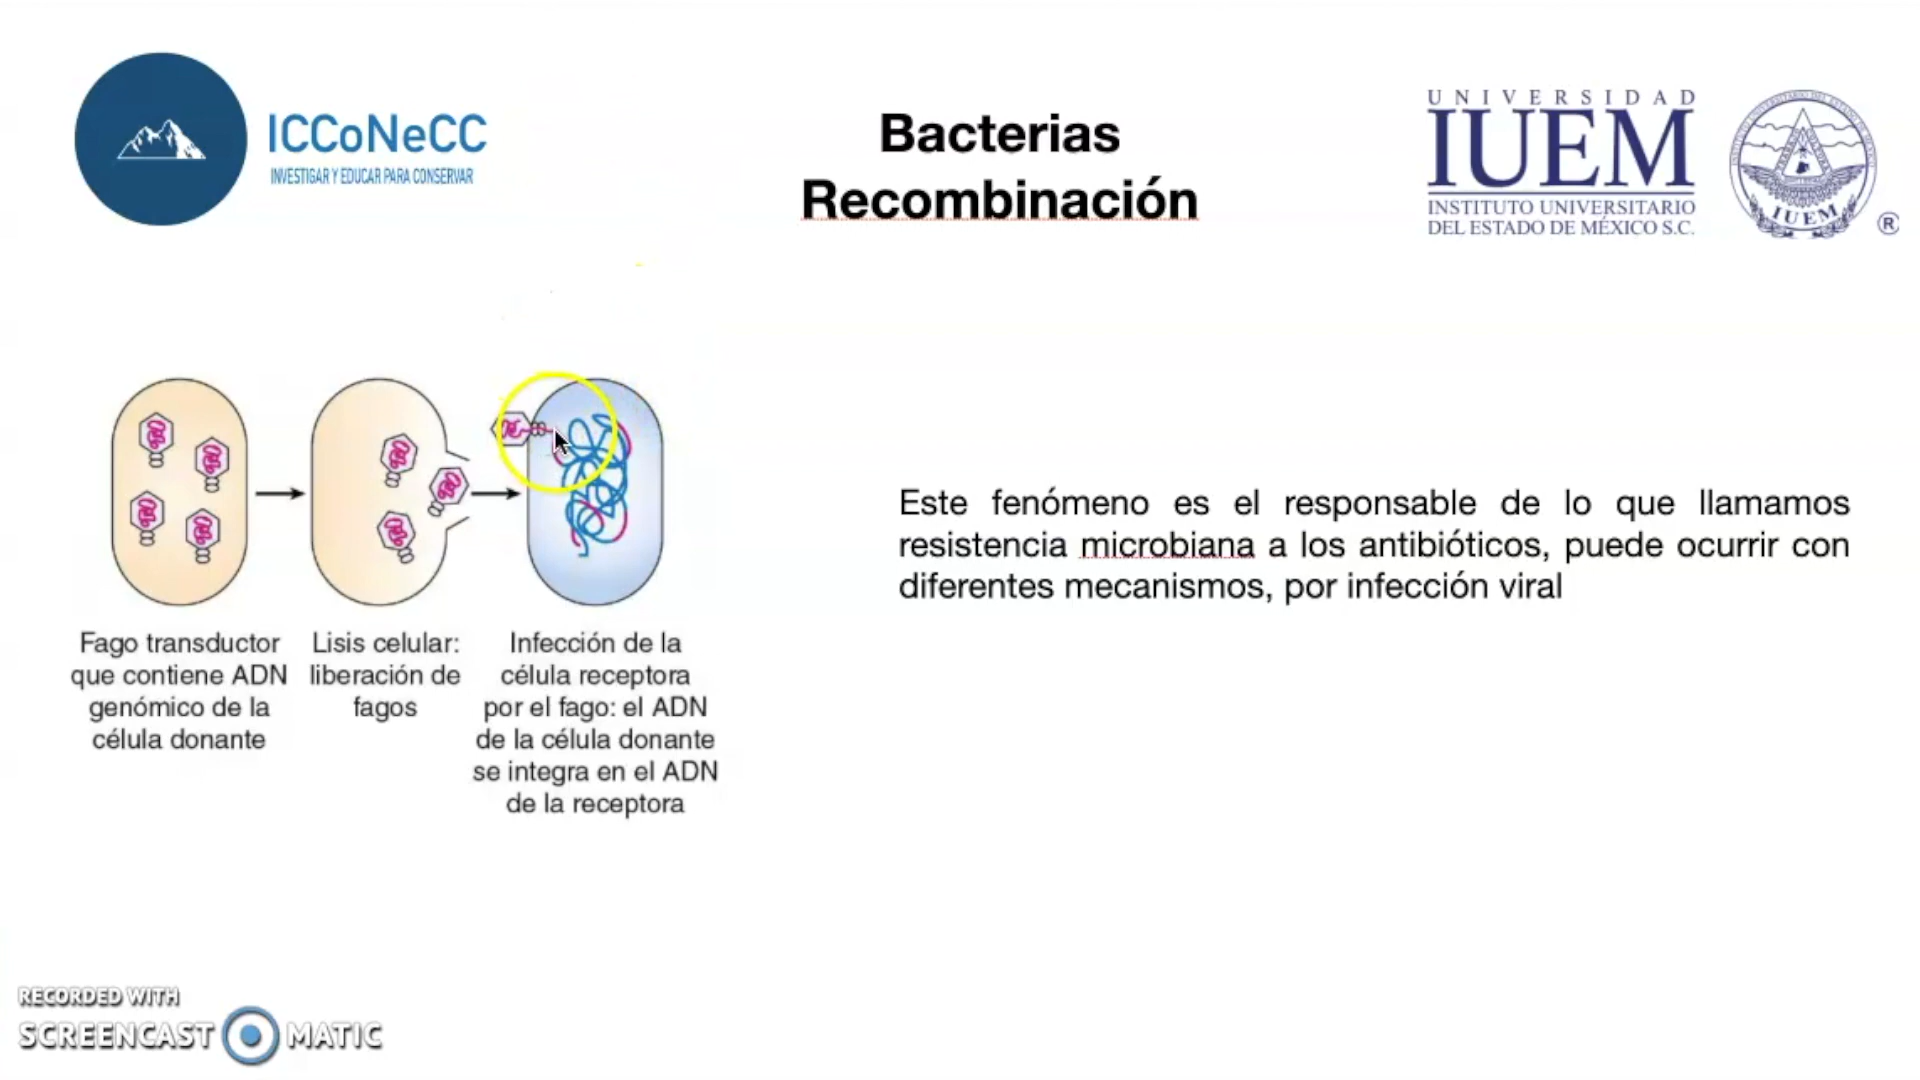 ICCoNeCC
INVESTIGAR Y EDUCAR PARA CONSERVAR
Bacterias
Recombinación
UNIVERSIDAD
IUEM
INSTITUTO UNIVERSITARIO
DEL ESTADO DE MÉXICO S.C.
IUEM
®
Este fenómeno es el responsable de lo que llamamos
resistencia microbiana a los antibióticos, puede ocurrir con
diferentes mecanismos, por infección viral
Fago transductor
que contiene ADN
genómico de la
célula donante
Lisis celular:
liberación de
fagos
Infección de la
célula receptora
por el fago: el ADN
de la célula donante
se integra en el ADN
de la receptora
RECORDED WITH
SCREENCAST MATIC